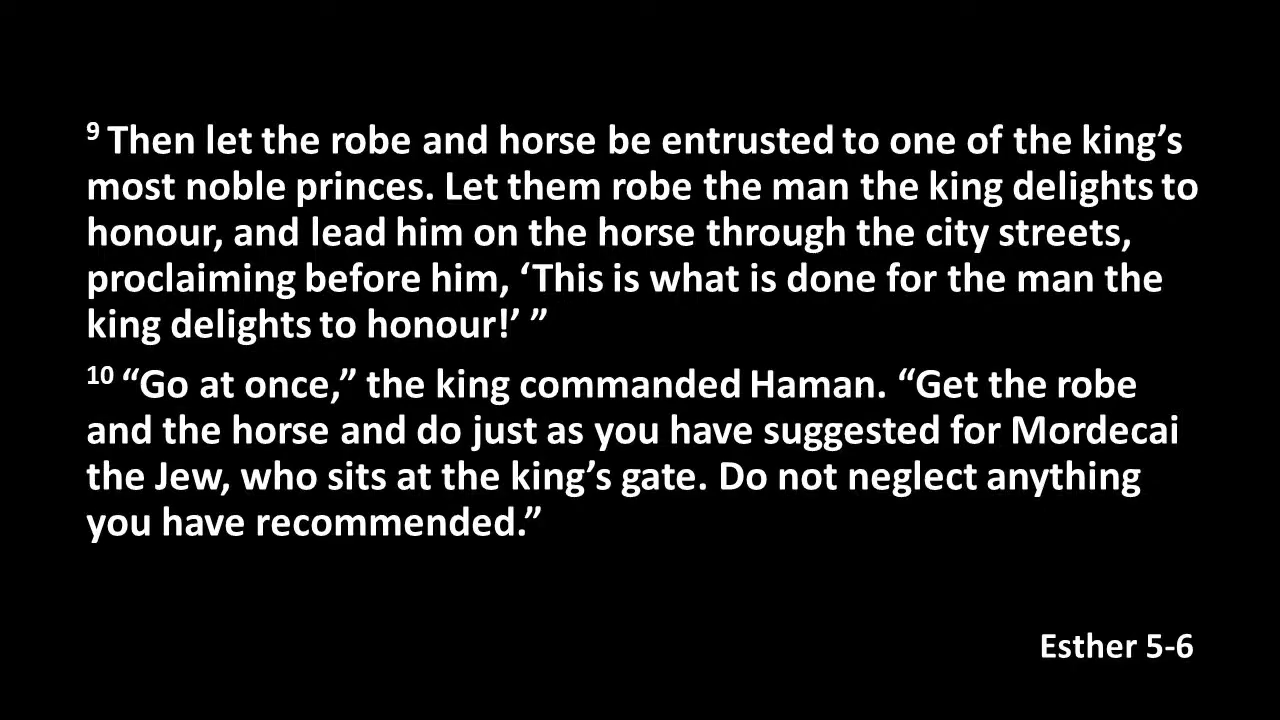 9 Then let the robe and horse be entrusted to one of the king’s
most noble princes. Let them robe the man the king delights to
honour, and lead him on the horse through the city streets,
proclaiming before him, ‘This is what is done for the man the
king delights to honour!’ ”
10 “Go at once,” the king commanded Haman. “Get the robe
and the horse and do just as you have suggested for Mordecai
the Jew, who sits at the king’s gate. Do not neglect anything
you have recommended.”
Esther 5-6